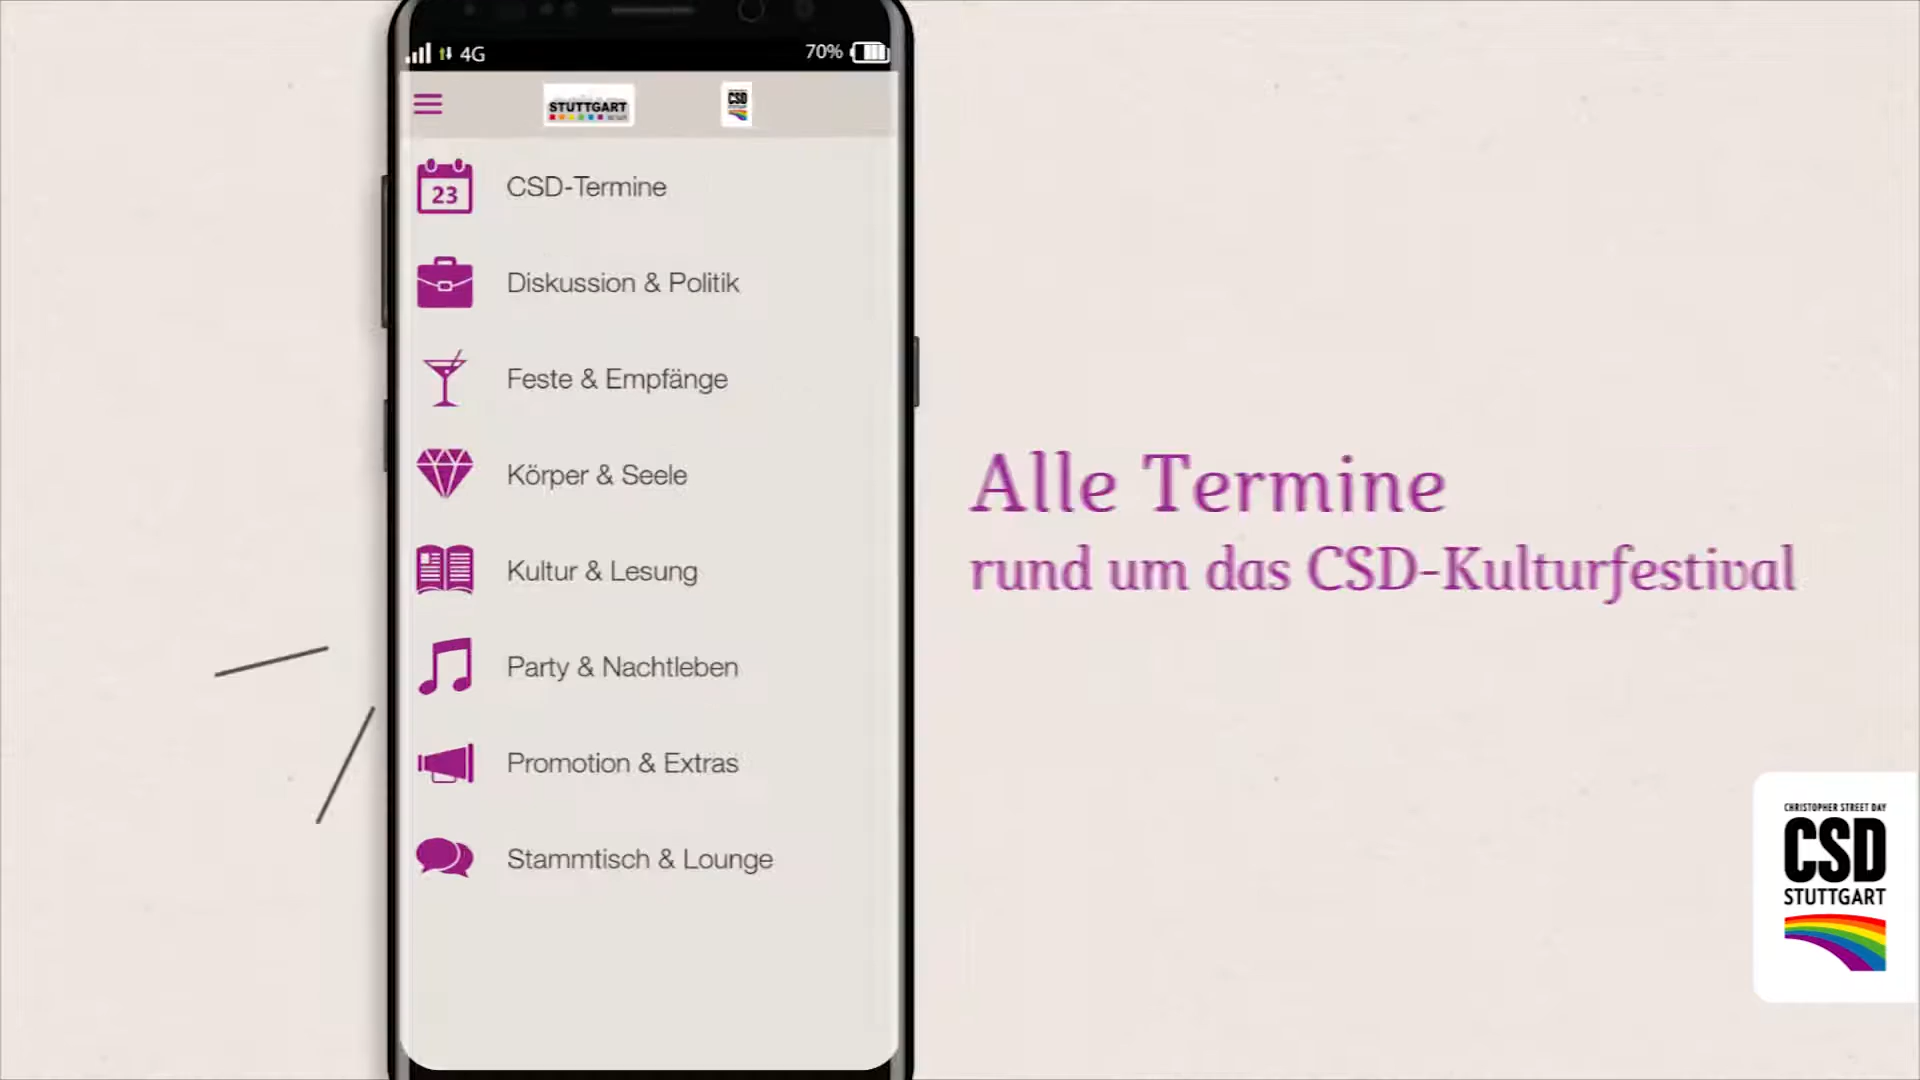 4G
70%
STUTTGART
CSD
23
CSD-Termine
Diskussion & Politik
Feste & Empfänge
Körper & Seele
Kultur & Lesung
Party & Nachtleben
Promotion & Extras
Stammtisch & Lounge
Alle Termine
rund um das CSD-Kulturfestival
CHRISTOPHER STREET DAY
CSD
STUTTGART